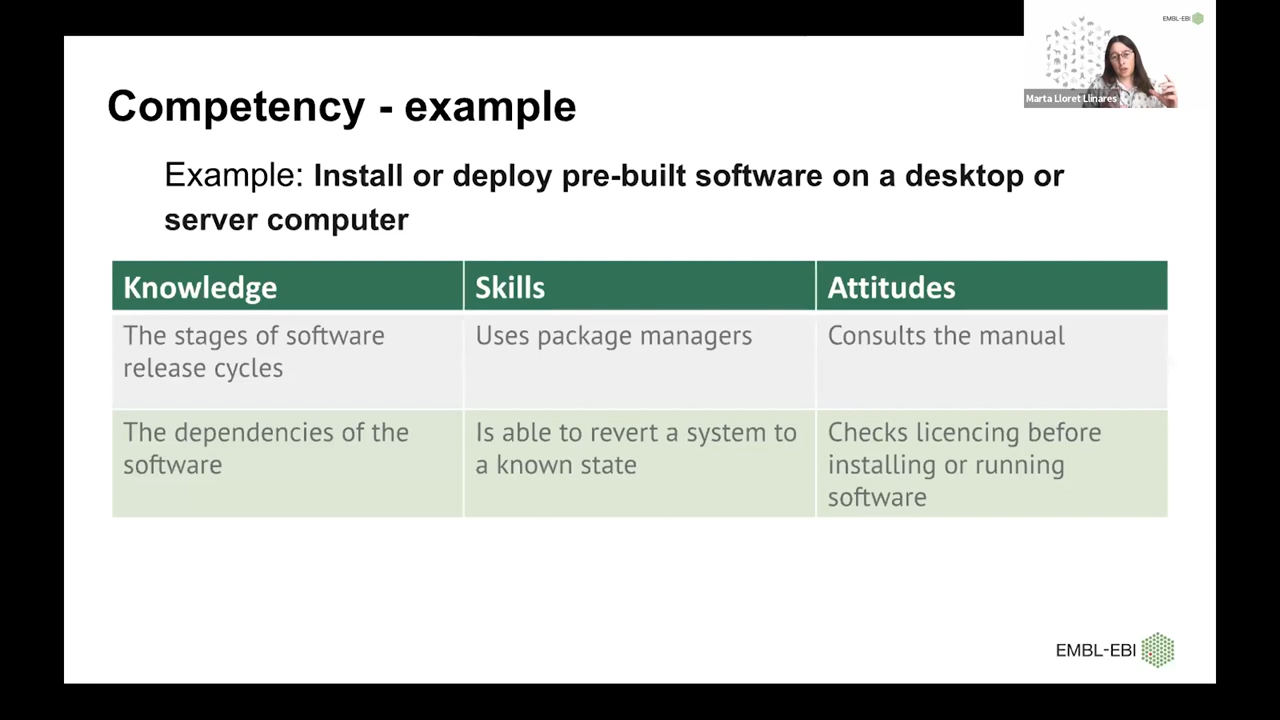 EMBL-EBI
Marta Lloret Llinares
Competency - example
Example: Install or deploy pre-built software on a desktop or
server computer
Knowledge
Skills
Attitudes
The stages of software
release cycles
Uses package managers
Consults the manual
The dependencies of the
software
Is able to revert a system to
a known state
Checks licencing before
installing or running
software
EMBL-EBI